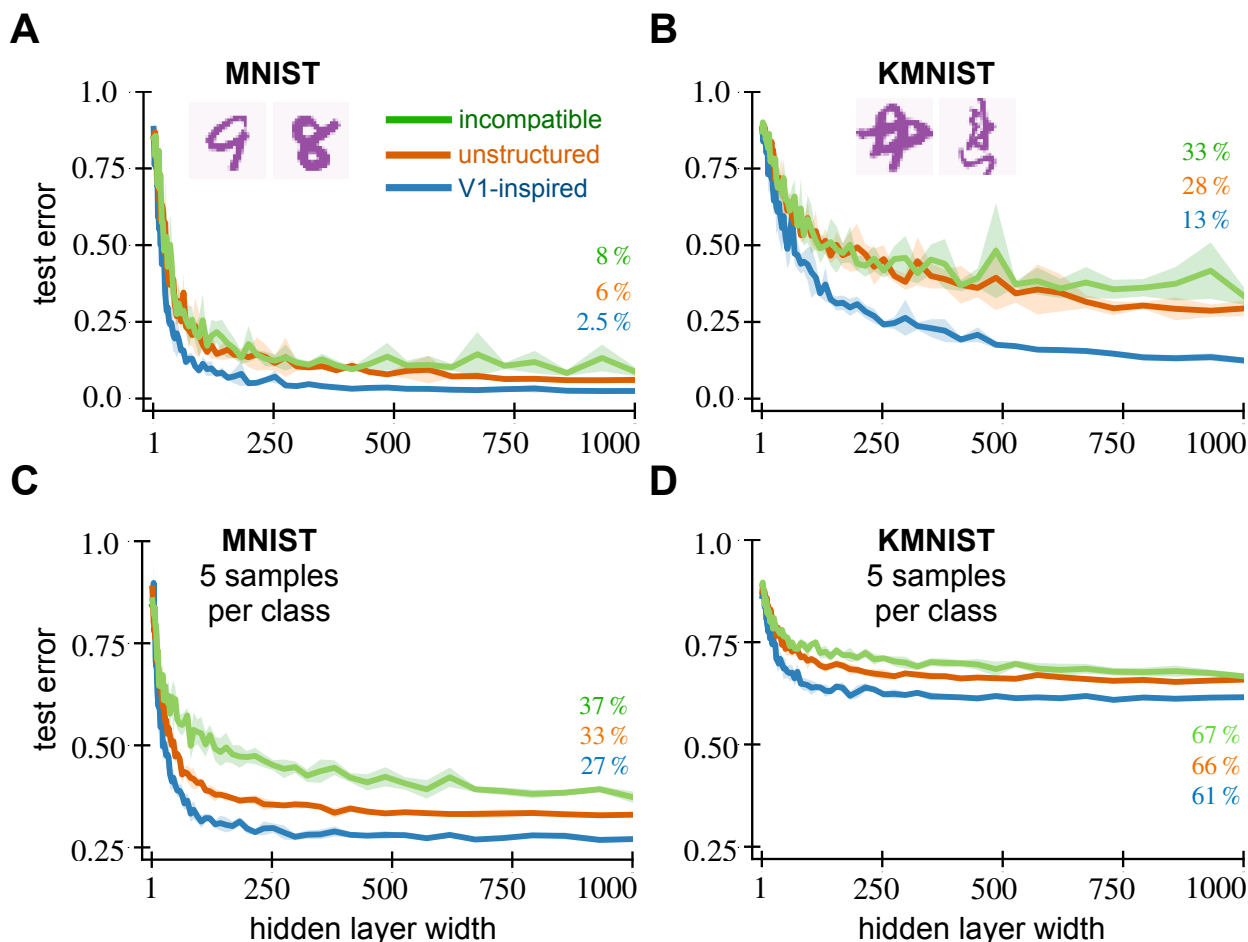 A
MNIST
1.0
0.75
0.50
0.25
0.0
test error
incompatible
unstructured
V1-inspired
8 %
6 %
2.5 %
1
250
500
750
1000
B
KMNIST
1.0
0.75
0.50
0.25
0.0
33 %
28 %
13 %
1
250
500
750
1000
C
MNIST
5 samples
per class
1.0
0.75
0.50
0.25
test error
37 %
33 %
27 %
1
250
500
750
1000
hidden layer width
D
KMNIST
5 samples
per class
1.0
0.75
0.50
0.25
67 %
66 %
61 %
1
250
500
750
1000
hidden layer width